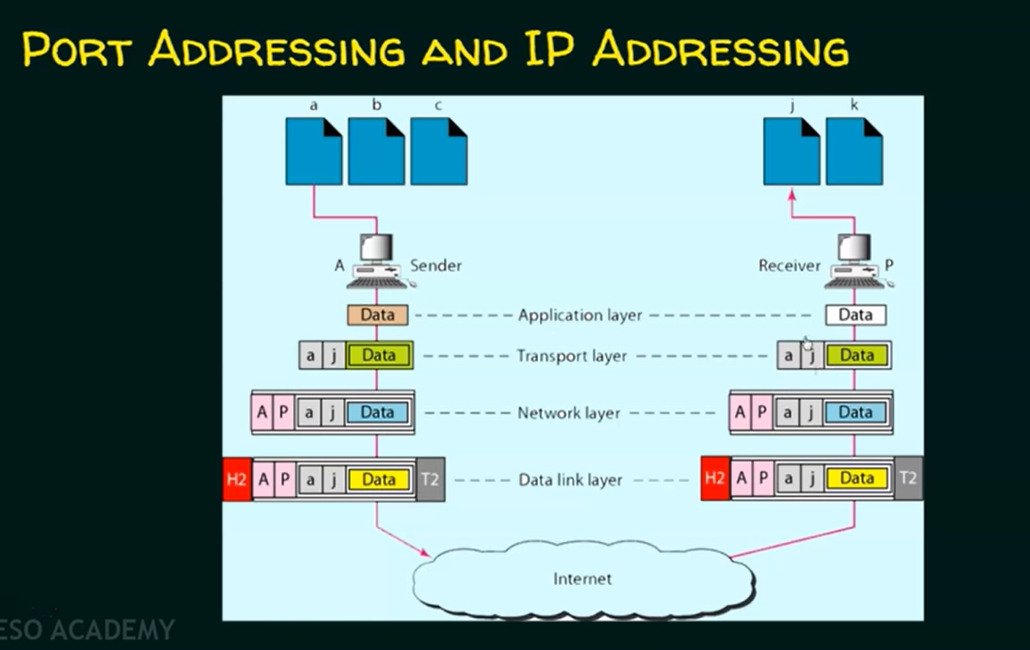 PORT ADDRESSING AND IP ADDRESSING
a b c j k
A Sender Receiver P
Data Application layer Data
a j Data Transport layer a j Data
A P a j Data Network layer A P a j Data
H2 A P a j Data T2 Data link layer H2 A P a j Data T2
Internet
ESO ACADEMY